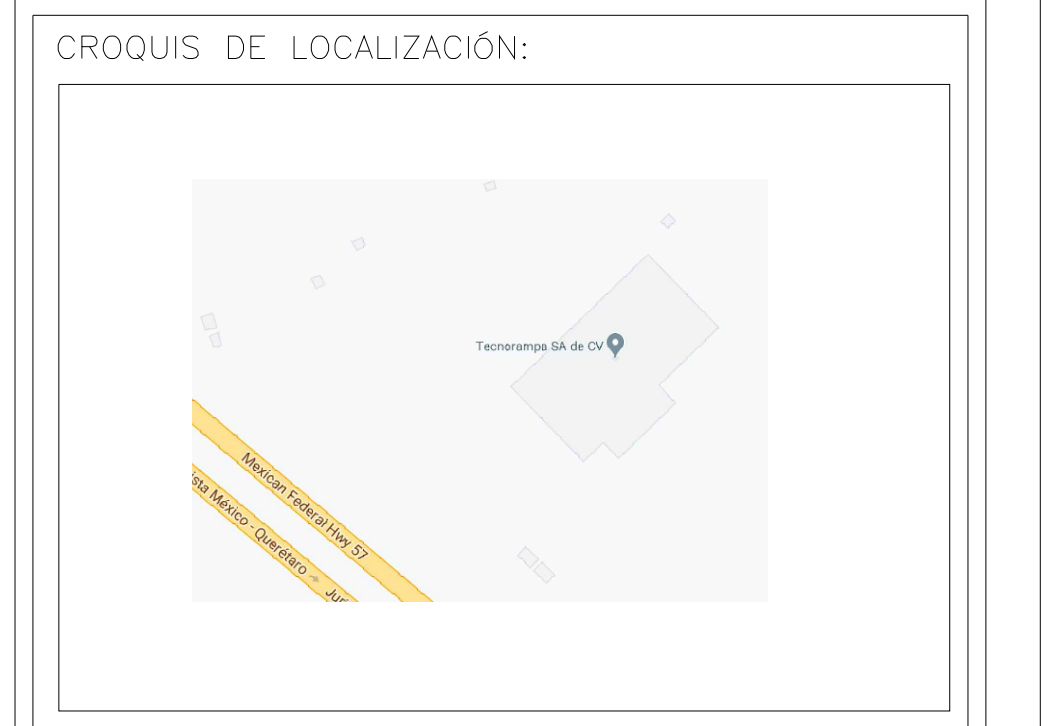 CROQUIS DE LOCALIZACIÓN:
Tecnorampa SA de CV
Mexican Federal Hwy 57
ista México - Querétaro